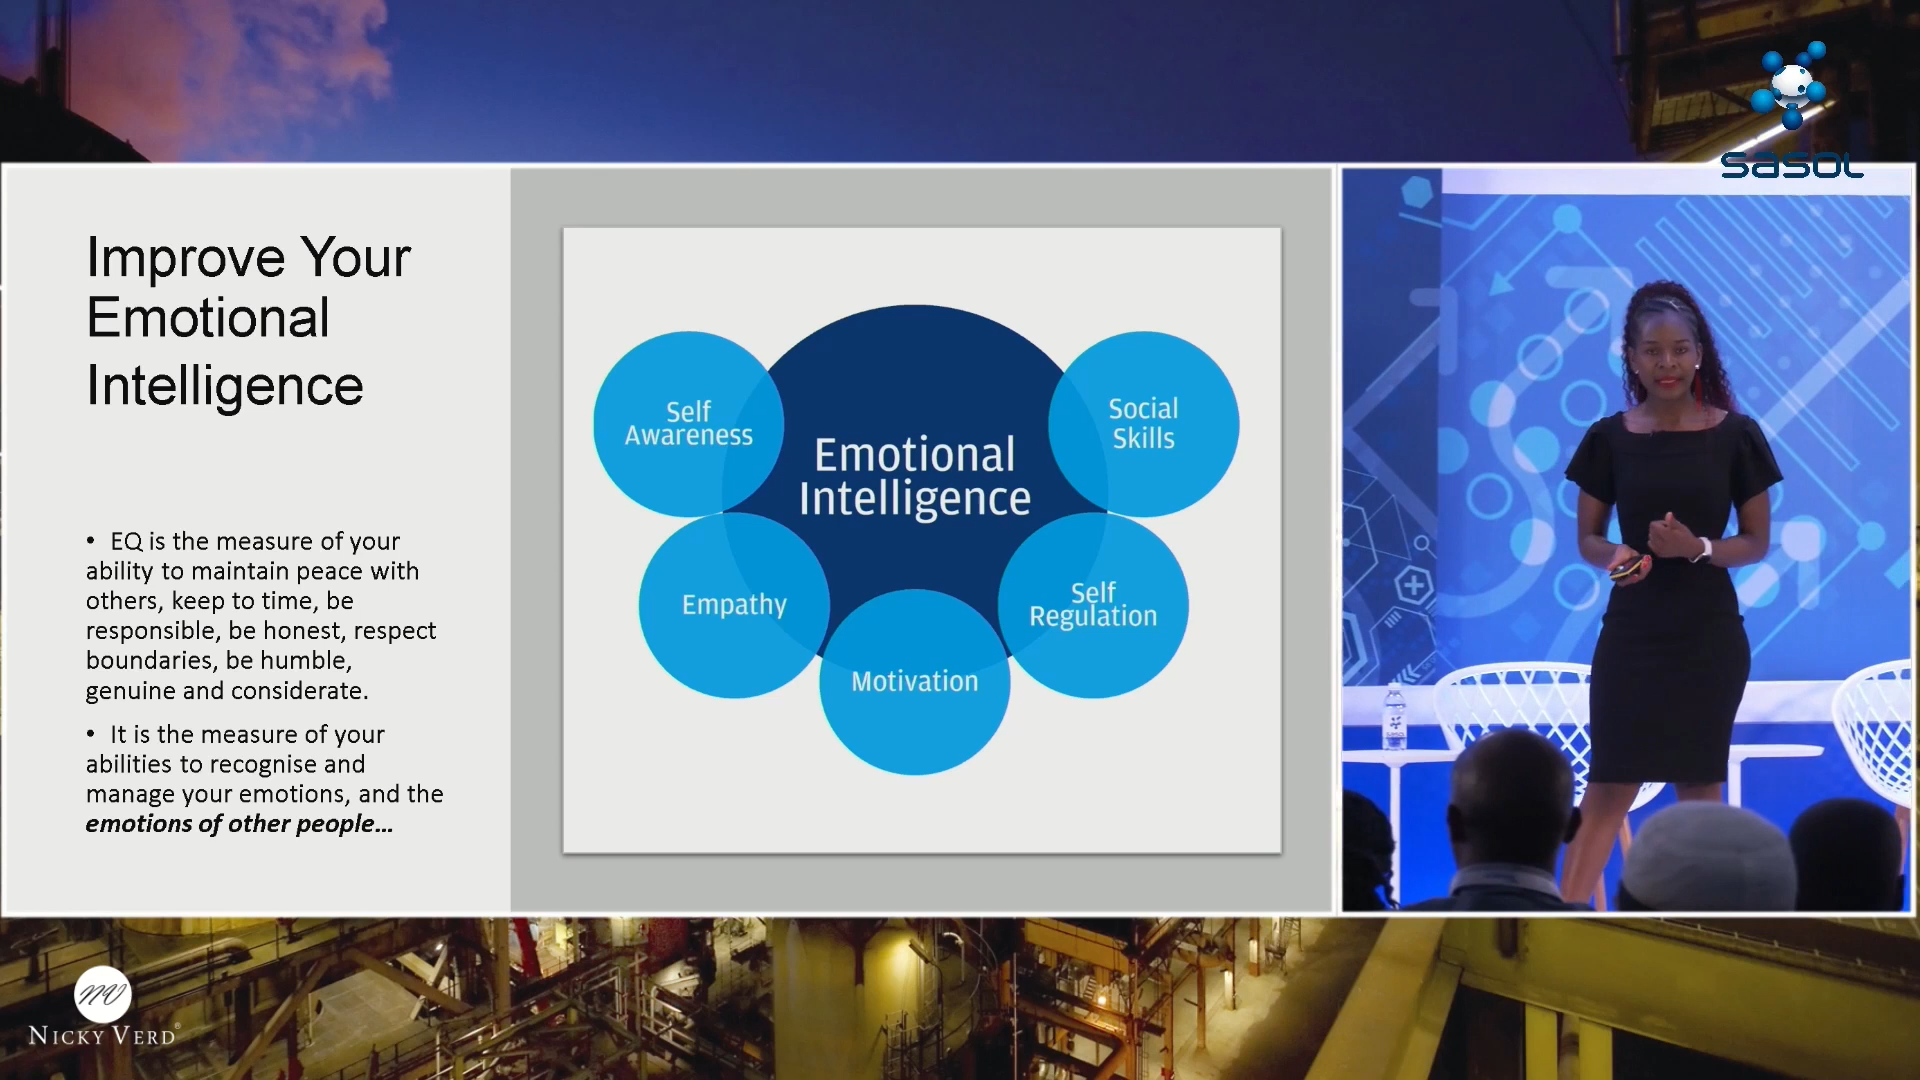 sasol
Improve Your
Emotional
Intelligence
• EQ is the measure of your
ability to maintain peace with
others, keep to time, be
responsible, be honest, respect
boundaries, be humble,
genuine and considerate.
• It is the measure of your
abilities to recognise and
manage your emotions, and the
emotions of other people...
Self
Awareness
Emotional
Intelligence
Social
Skills
Empathy
Self
Regulation
Motivation
NV
NICKY VERD®